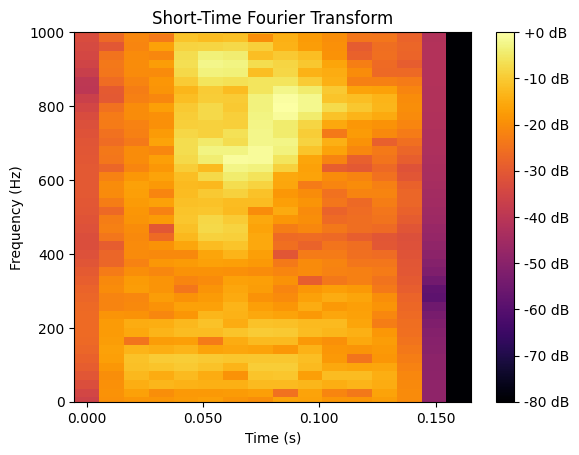 Short-Time Fourier Transform
1000
800
600
400
200
0
Frequency (Hz)
0.000
0.050
0.100
0.150
Time (s)
+0 dB
-10 dB
-20 dB
-30 dB
-40 dB
-50 dB
-60 dB
-70 dB
-80 dB